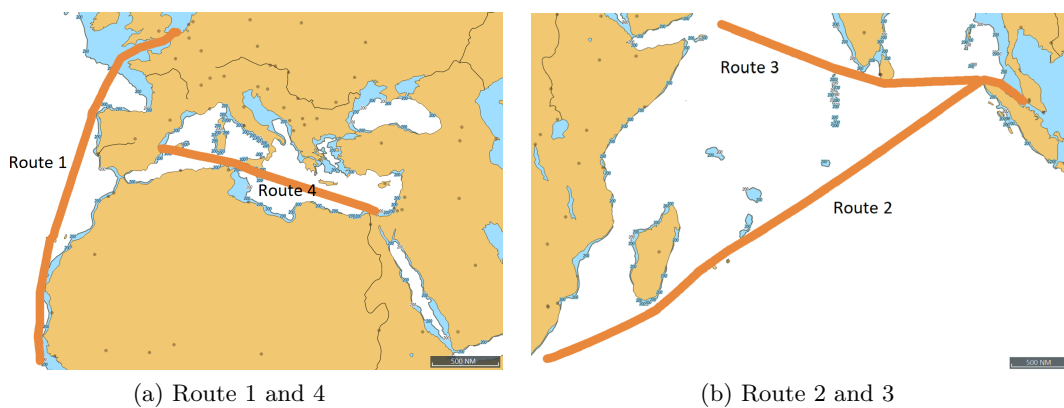 Route 1
Route 4
500 NM
(a) Route 1 and 4
Route 3
Route 2
500 NM
(b) Route 2 and 3